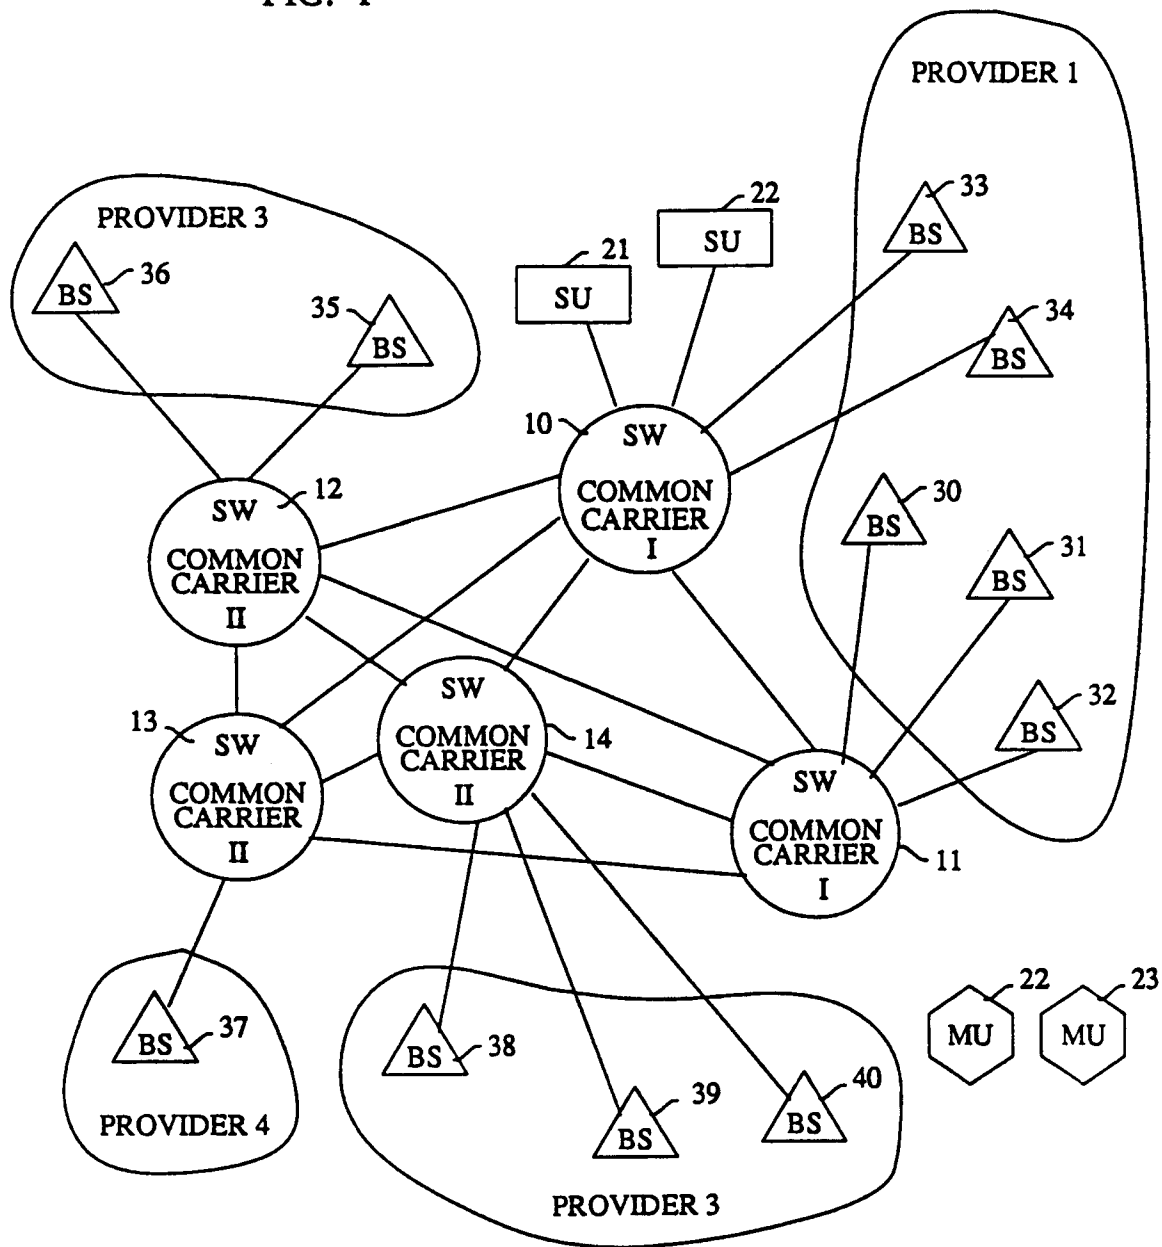 PROVIDER 1
33
BS
34
BS
30
BS
31
BS
32
BS
PROVIDER 3
36
BS
35
BS
21
SU
22
SU
10
SW
COMMON
CARRIER
I
12
SW
COMMON
CARRIER
II
13
SW
COMMON
CARRIER
II
14
SW
COMMON
CARRIER
II
11
SW
COMMON
CARRIER
I
37
BS
PROVIDER 4
38
BS
39
BS
40
BS
PROVIDER 3
22
MU
23
MU